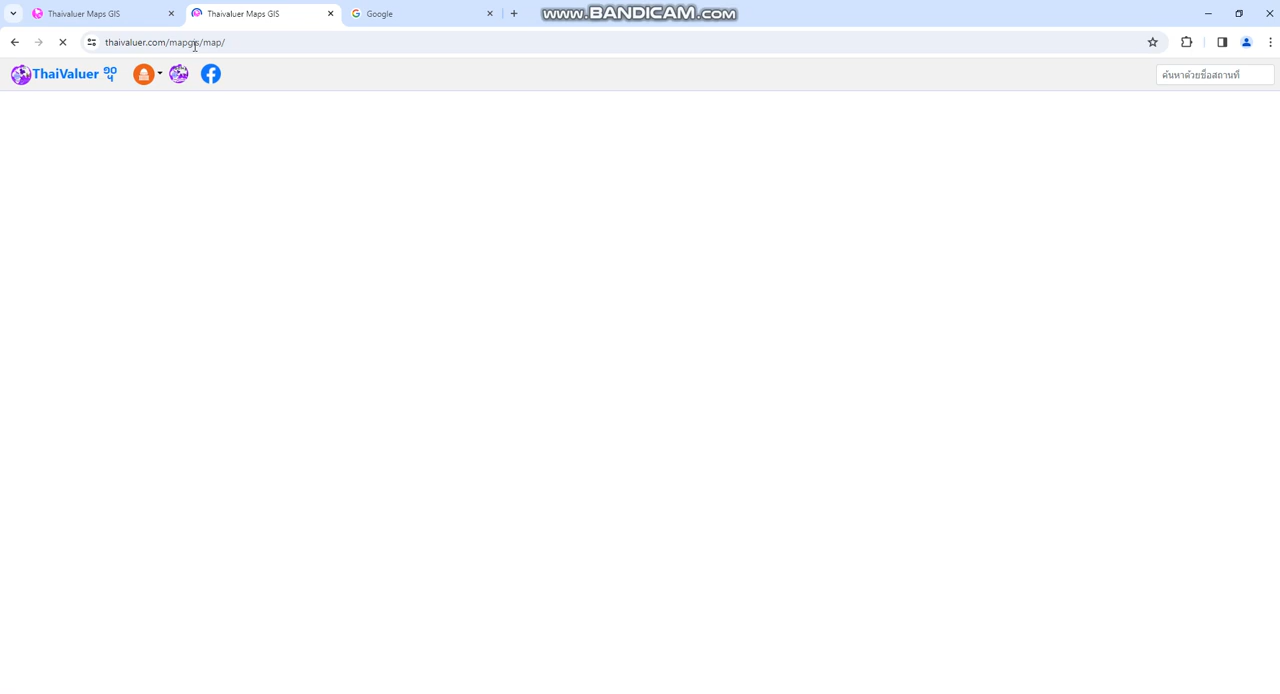 Thaivaluer Maps GIS
Thaivaluer Maps GIS
Google
www.BANDICAM.com
thaivaluer.com/mapgis/map/
ThaiValuer
ค้นหาด้วยชื่อสถานที่